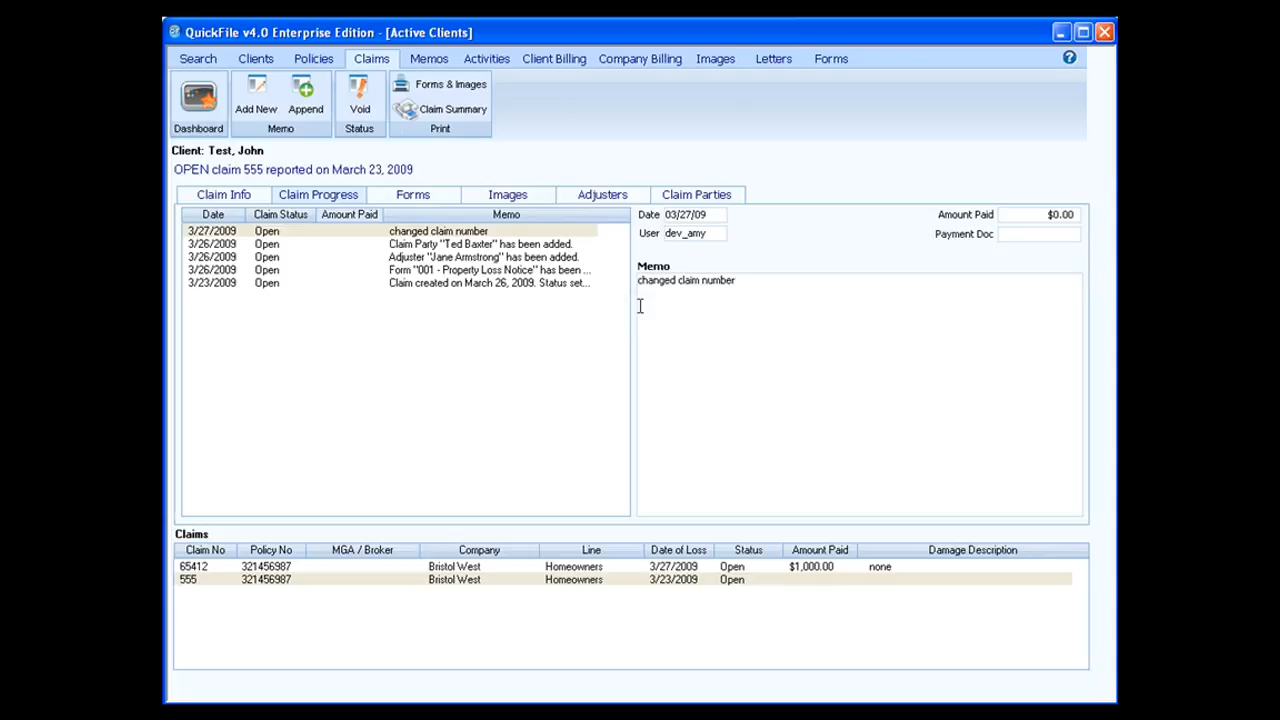 QuickFile v4.0 Enterprise Edition - [Active Clients]
Search Clients Policies Claims Memos Activities Client Billing Company Billing Images Letters Forms
Dashboard
Add New Append
Memo
Void
Status
Forms & Images
Claim Summary
Print
Client: Test, John
OPEN claim 555 reported on March 23, 2009
Claim Info Claim Progress Forms Images Adjusters Claim Parties
Date Claim Status Amount Paid Memo
3/27/2009 Open changed claim number
3/26/2009 Open Claim Party "Ted Baxter" has been added.
3/26/2009 Open Adjuster "Jane Armstrong" has been added.
3/26/2009 Open Form "001 - Property Loss Notice" has been ...
3/23/2009 Open Claim created on March 26, 2009. Status set...
Date 03/27/09 Amount Paid $0.00
User dev_amy Payment Doc
Memo
changed claim number
Claims
Claim No Policy No MGA / Broker Company Line Date of Loss Status Amount Paid Damage Description
65412 321456987 Bristol West Homeowners 3/27/2009 Open $1,000.00 none
555 321456987 Bristol West Homeowners 3/23/2009 Open